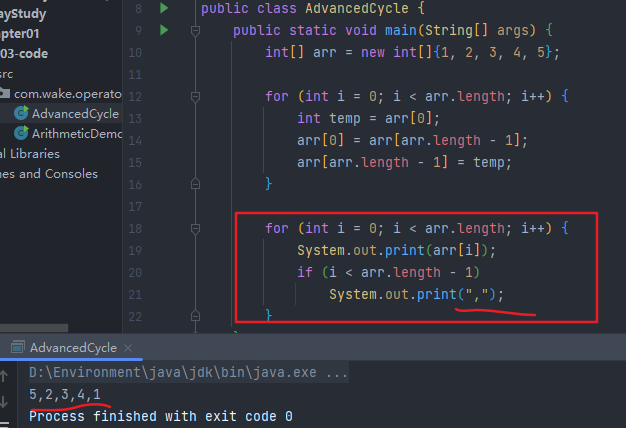 ayStudy
apter01
03-code
src
com.wake.operato
AdvancedCycle
ArithmeticDemo
al Libraries
nes and Consoles
8 public class AdvancedCycle {
9 public static void main(String[] args) {
10 int[] arr = new int[]{1, 2, 3, 4, 5};
11
12 for (int i = 0; i < arr.length; i++) {
13 int temp = arr[0];
14 arr[0] = arr[arr.length - 1];
15 arr[arr.length - 1] = temp;
16 }
17
18 for (int i = 0; i < arr.length; i++) {
19 System.out.print(arr[i]);
20 if (i < arr.length - 1)
21 System.out.print(",");
22 }
AdvancedCycle ×
D:\Environment\java\jdk\bin\java.exe ...
5,2,3,4,1
Process finished with exit code 0